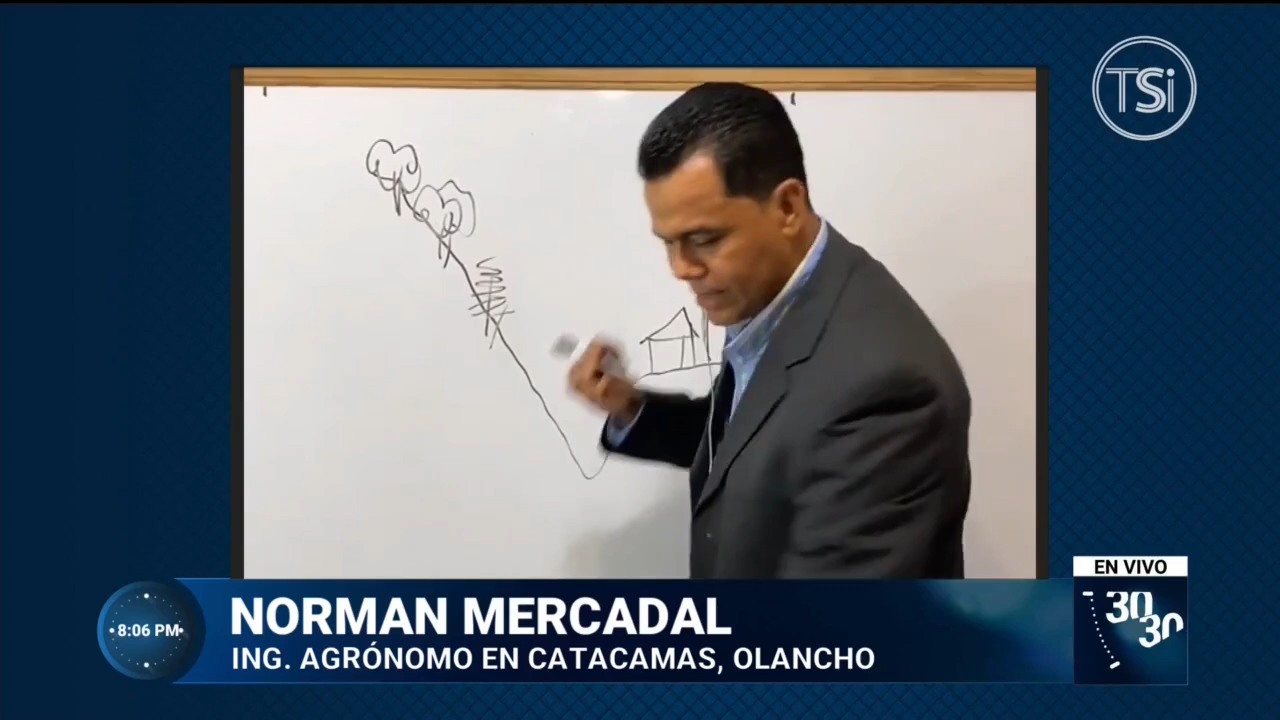 TSi
NORMAN MERCADAL
ING. AGRÓNOMO EN CATACAMAS, OLANCHO
8:06 PM
EN VIVO
30
30